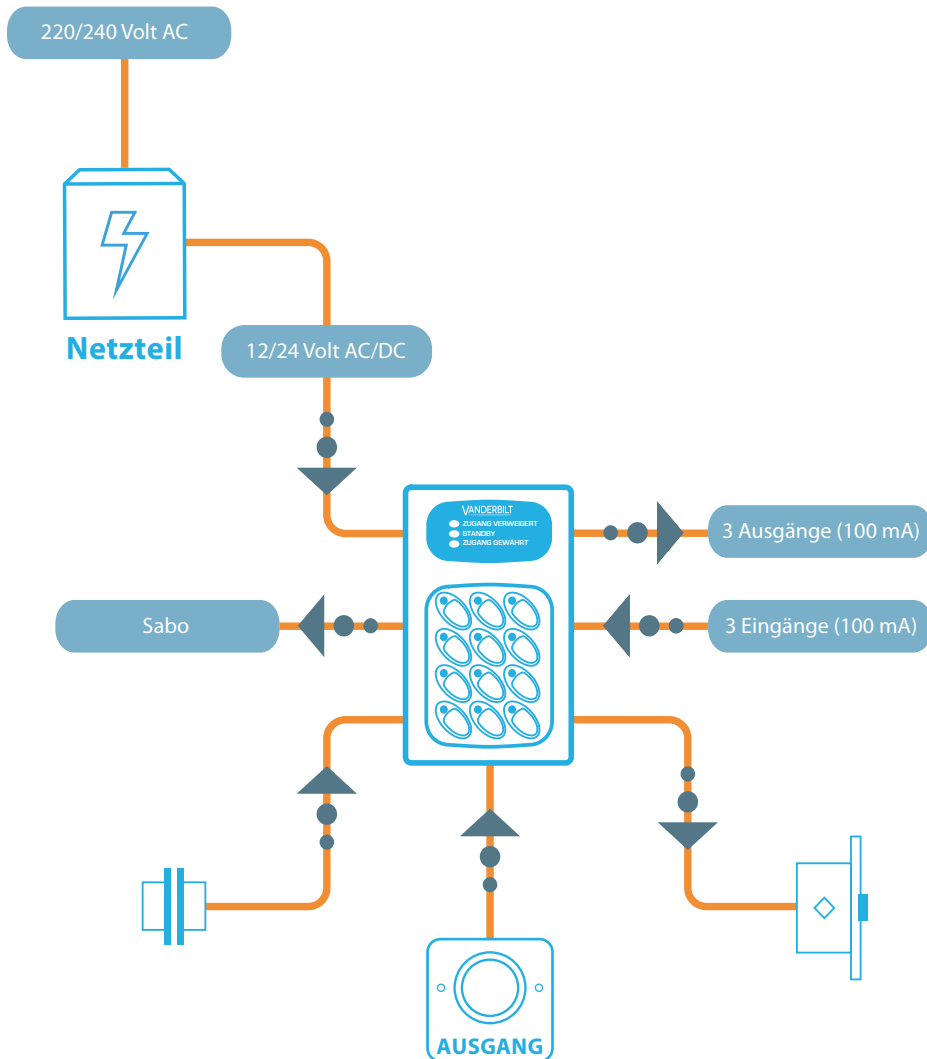 220/240 Volt AC
Netzteil
12/24 Volt AC/DC
VANDERBILT
ZUGANG VERWEIGERT
STANDBY
ZUGANG GEWÄHRT
3 Ausgänge (100 mA)
Sabo
3 Eingänge (100 mA)
AUSGANG